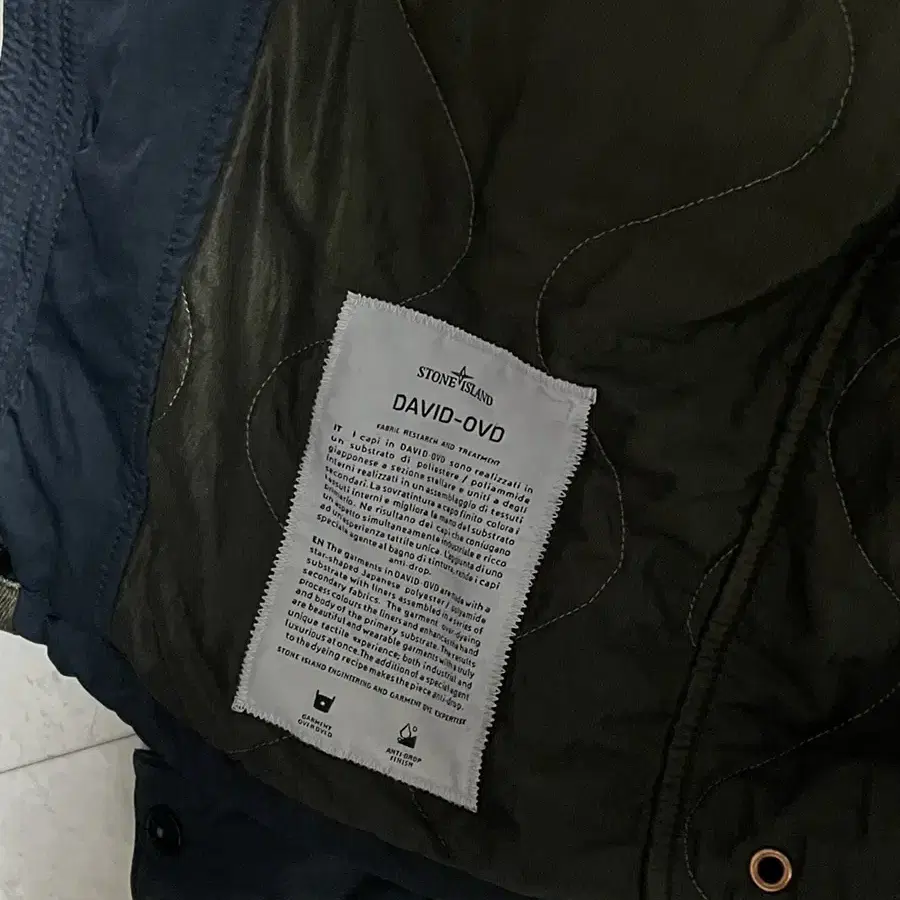 STONE ISLAND
DAVID-OVD
FABRIC RESEARCH AND TREATMENT
IT I capi in DAVID-OVD sono realizzati in
un substrato di poliestere / poliammide
giapponese a sezione stellare e uniti a degli
interni realizzati in un assemblaggio di tessuti
secondari. La sovratintura a capo finito colora i
tessuti interni e migliora la mano del substrato
primario. Ne risultano dei capi che coniugano
un aspetto simultaneamente industriale e ricco
ad un'esperienza tattile unica. L'aggiunta di uno
speciale agente al bagno di tintura, rende i capi
anti-drop.
EN The garments in DAVID-OVD are made with a
star-shaped Japanese polyester / polyamide
substrate with liners assembled in a series of
secondary fabrics. The garment over-dyeing
process colours the liners and enhances the hand
and body of the primary substrate. The results
are beautiful and wearable garments with a truly
unique tactile experience; both industrial and
luxurious at once. The addition of a special agent
to the dyeing recipe makes the piece anti-drop.
STONE ISLAND ENGINEERING AND GARMENT DYE EXPERTISE
GARMENT
OVERDYED
ANTI-DROP
FINISH